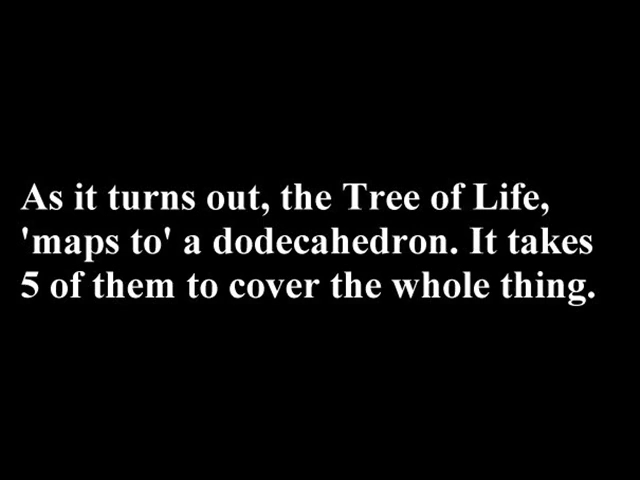 As it turns out, the Tree of Life,
'maps to' a dodecahedron. It takes
5 of them to cover the whole thing.